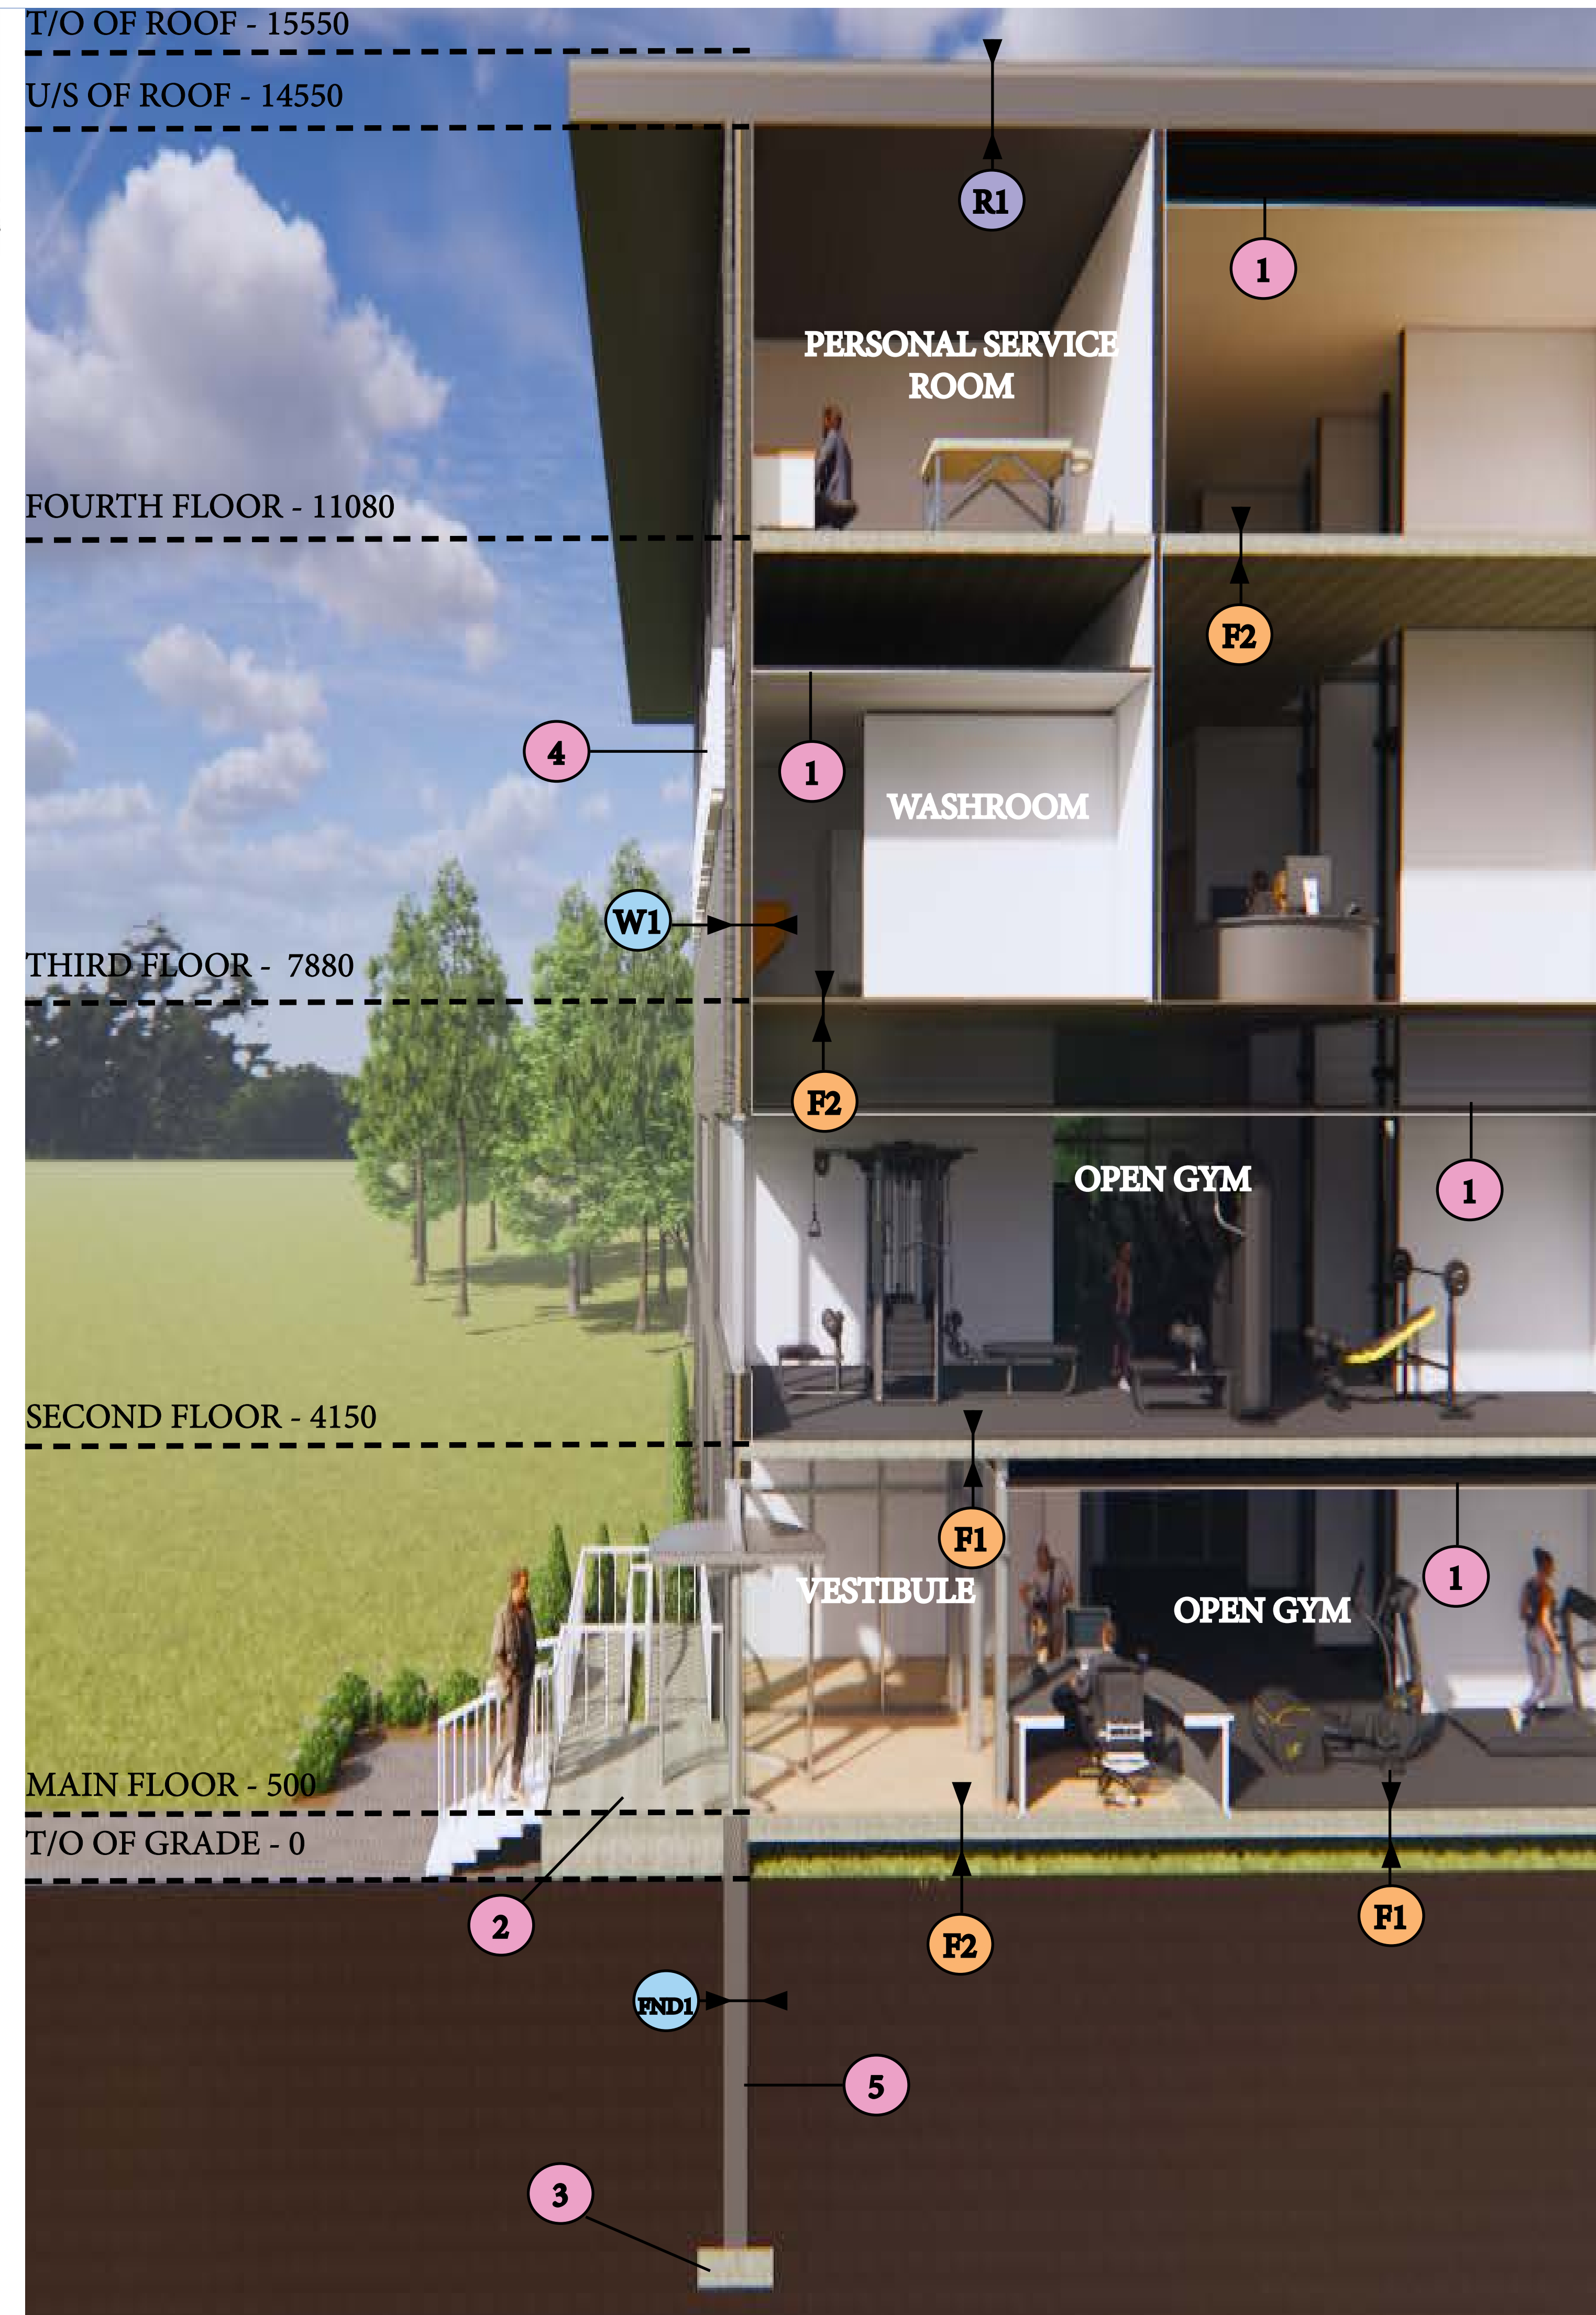 T/O OF ROOF - 15550
U/S OF ROOF - 14550
R1
1
PERSONAL SERVICE
ROOM
FOURTH FLOOR - 11080
F2
4
1
WASHROOM
W1
THIRD FLOOR - 7880
F2
OPEN GYM
1
SECOND FLOOR - 4150
F1
1
VESTIBULE
OPEN GYM
MAIN FLOOR - 500
T/O OF GRADE - 0
2
F2
F1
FND1
5
3